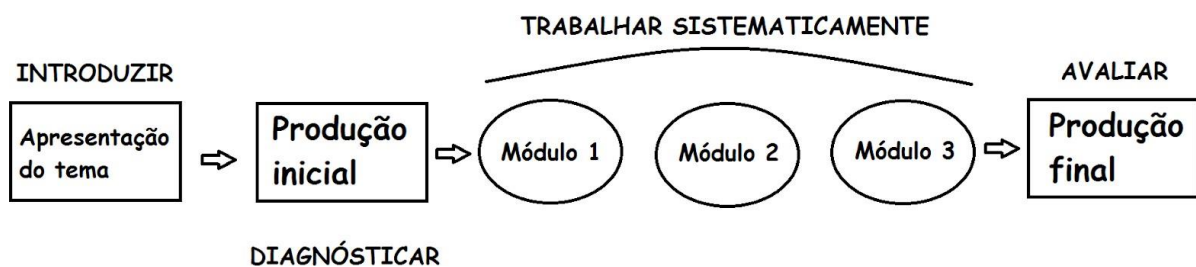 TRABALHAR SISTEMATICAMENTE
INTRODUZIR
AVALIAR
Apresentação
do tema
Produção
inicial
Módulo 1
Módulo 2
Módulo 3
Produção
final
DIAGNÓSTICAR